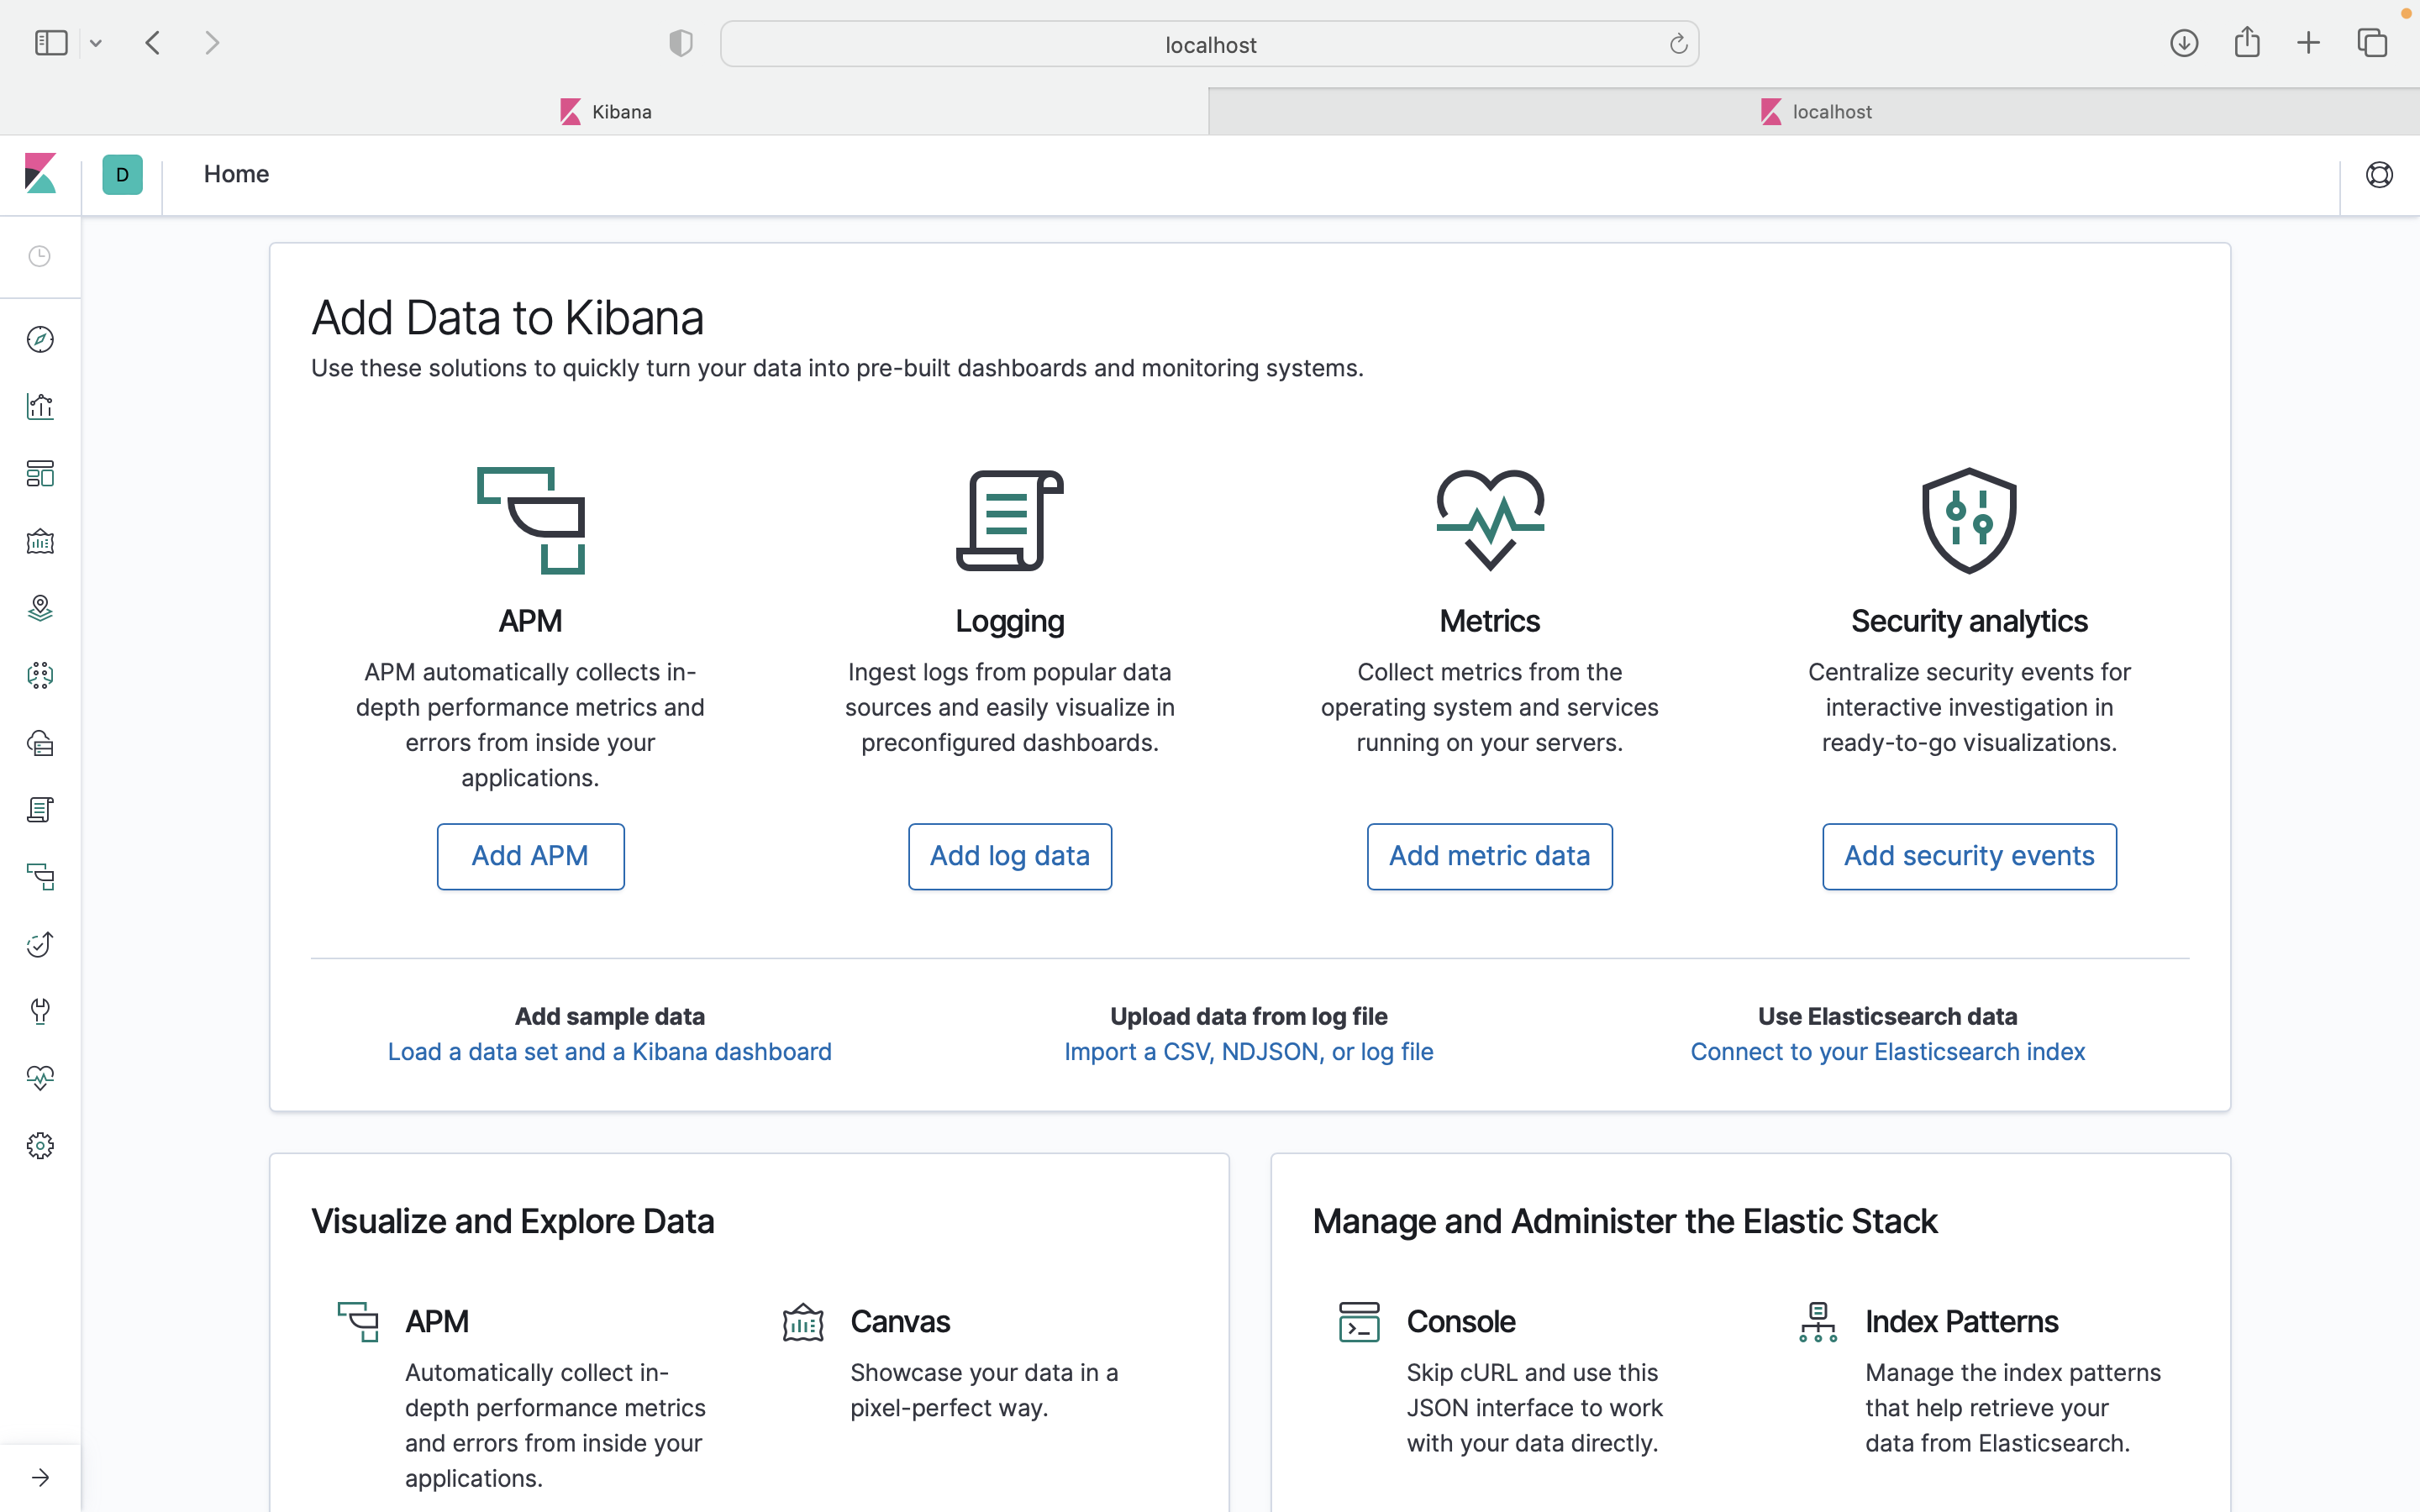 localhost
Kibana
localhost
D
Home
Add Data to Kibana
Use these solutions to quickly turn your data into pre-built dashboards and monitoring systems.
APM
APM automatically collects in-
depth performance metrics and
errors from inside your
applications.
Add APM
Logging
Ingest logs from popular data
sources and easily visualize in
preconfigured dashboards.
Add log data
Metrics
Collect metrics from the
operating system and services
running on your servers.
Add metric data
Security analytics
Centralize security events for
interactive investigation in
ready-to-go visualizations.
Add security events
Add sample data
Load a data set and a Kibana dashboard
Upload data from log file
Import a CSV, NDJSON, or log file
Use Elasticsearch data
Connect to your Elasticsearch index
Visualize and Explore Data
APM
Automatically collect in-
depth performance metrics
and errors from inside your
applications.
Canvas
Showcase your data in a
pixel-perfect way.
Manage and Administer the Elastic Stack
Console
Skip cURL and use this
JSON interface to work
with your data directly.
Index Patterns
Manage the index patterns
that help retrieve your
data from Elasticsearch.